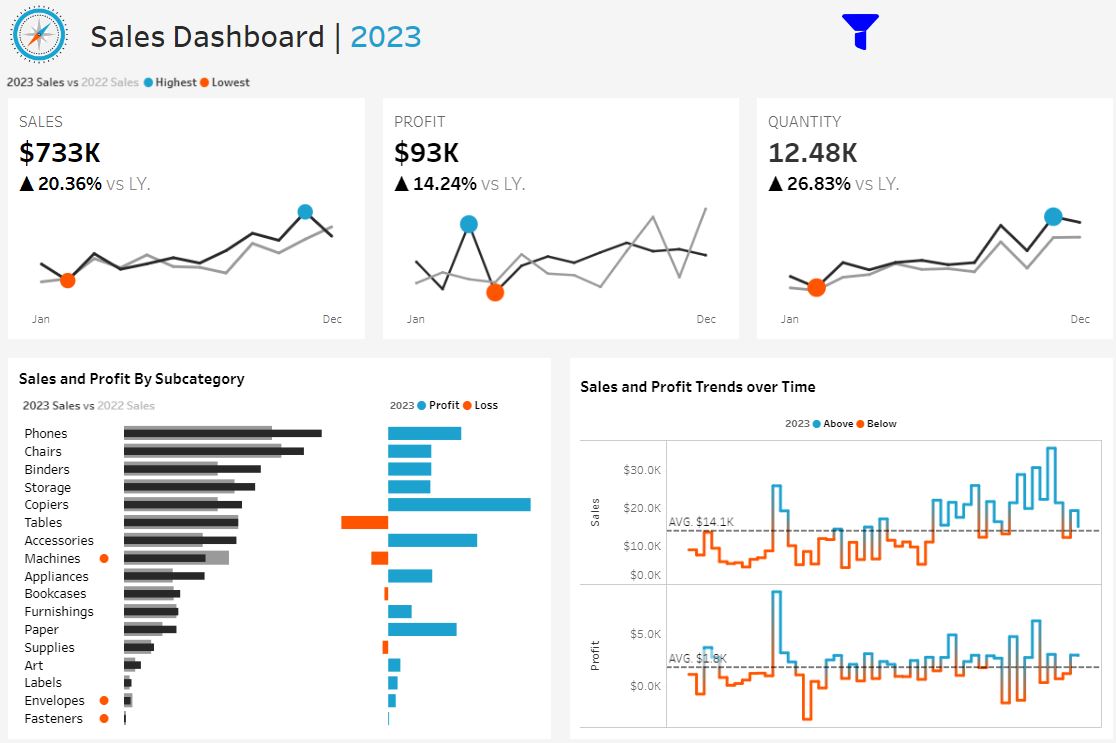 Sales Dashboard | 2023
2023 Sales vs 2022 Sales Highest Lowest
SALES
$733K
▲ 20.36% vs LY.
Jan Dec
PROFIT
$93K
▲ 14.24% vs LY.
Jan Dec
QUANTITY
12.48K
▲ 26.83% vs LY.
Jan Dec
Sales and Profit By Subcategory
2023 Sales vs 2022 Sales
2023 Profit Loss
Phones
Chairs
Binders
Storage
Copiers
Tables
Accessories
Machines
Appliances
Bookcases
Furnishings
Paper
Supplies
Art
Labels
Envelopes
Fasteners
Sales and Profit Trends over Time
2023 Above Below
Sales
$30.0K
$20.0K
AVG. $14.1K
$10.0K
$0.0K
Profit
$5.0K
AVG. $1.8K
$0.0K